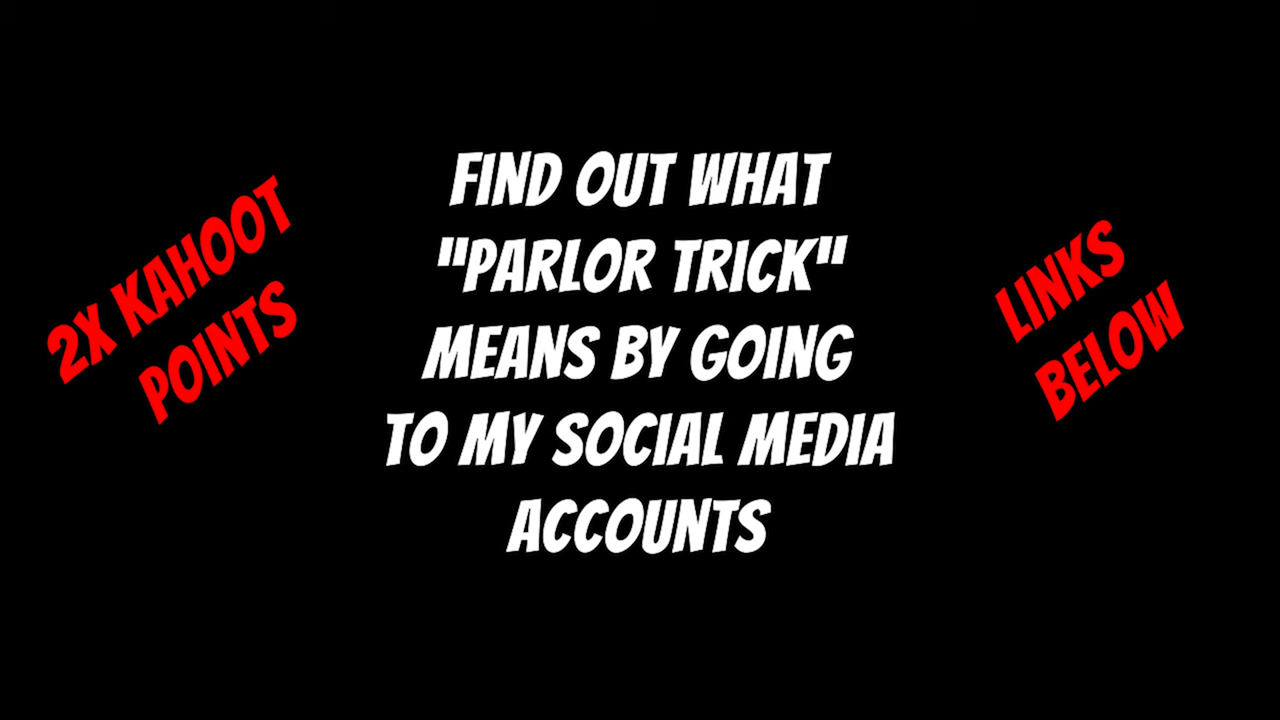 2X KAHOOT
POINTS
FIND OUT WHAT
"PARLOR TRICK"
MEANS BY GOING
TO MY SOCIAL MEDIA
ACCOUNTS
LINKS
BELOW